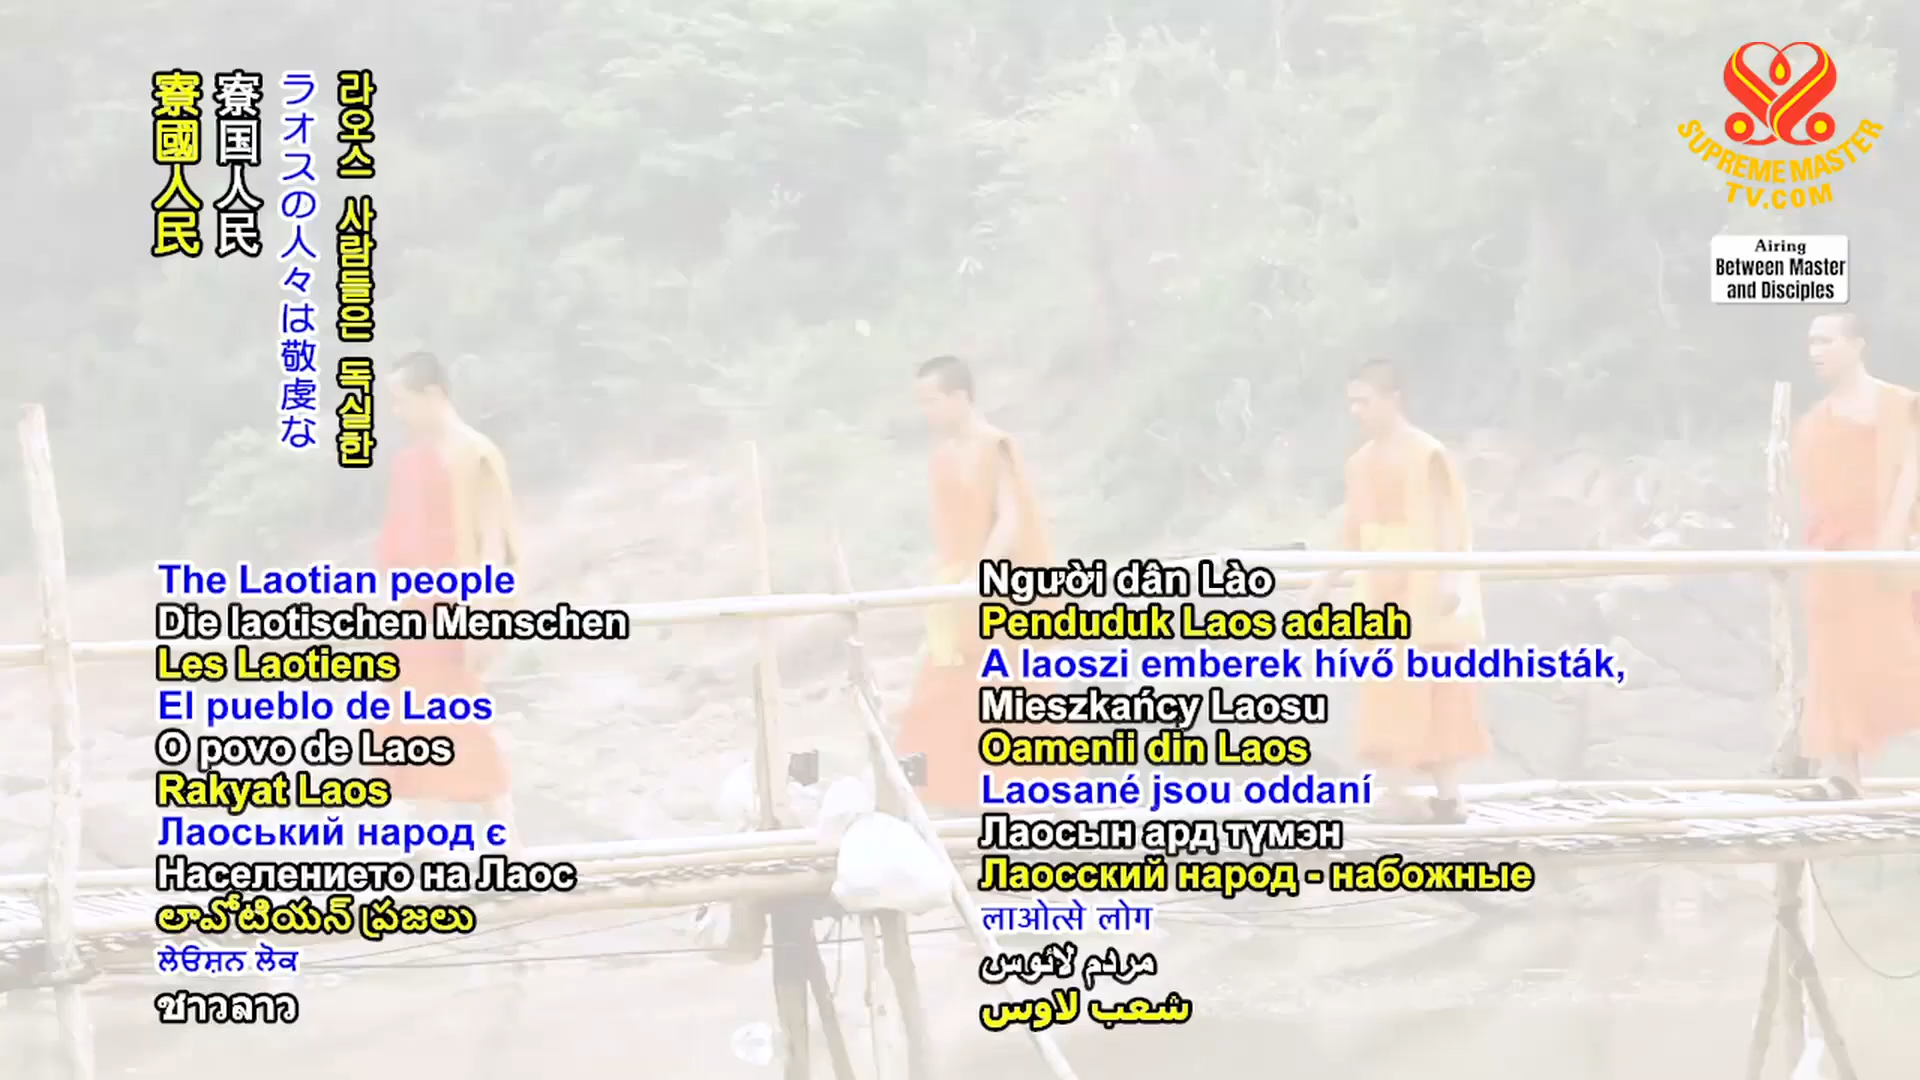 寮國人民
寮国人民
ラオスの人々は敬虔な
라오스 사람들은 독실한
SUPREME MASTER
TV.COM
Airing
Between Master
and Disciples
The Laotian people
Die laotischen Menschen
Les Laotiens
El pueblo de Laos
O povo de Laos
Rakyat Laos
Лаоський народ є
Населението на Лаос
లావోటియన్ ప్రజలు
ਲੇਓਸ਼ਨ ਲੋਕ
ชาวลาว
Người dân Lào
Penduduk Laos adalah
A laoszi emberek hívő buddhisták,
Mieszkańcy Laosu
Oamenii din Laos
Laosané jsou oddaní
Лаосын ард түмэн
Лаосский народ - набожные
लाओत्से लोग
مردم لائوس
شعب لاوس